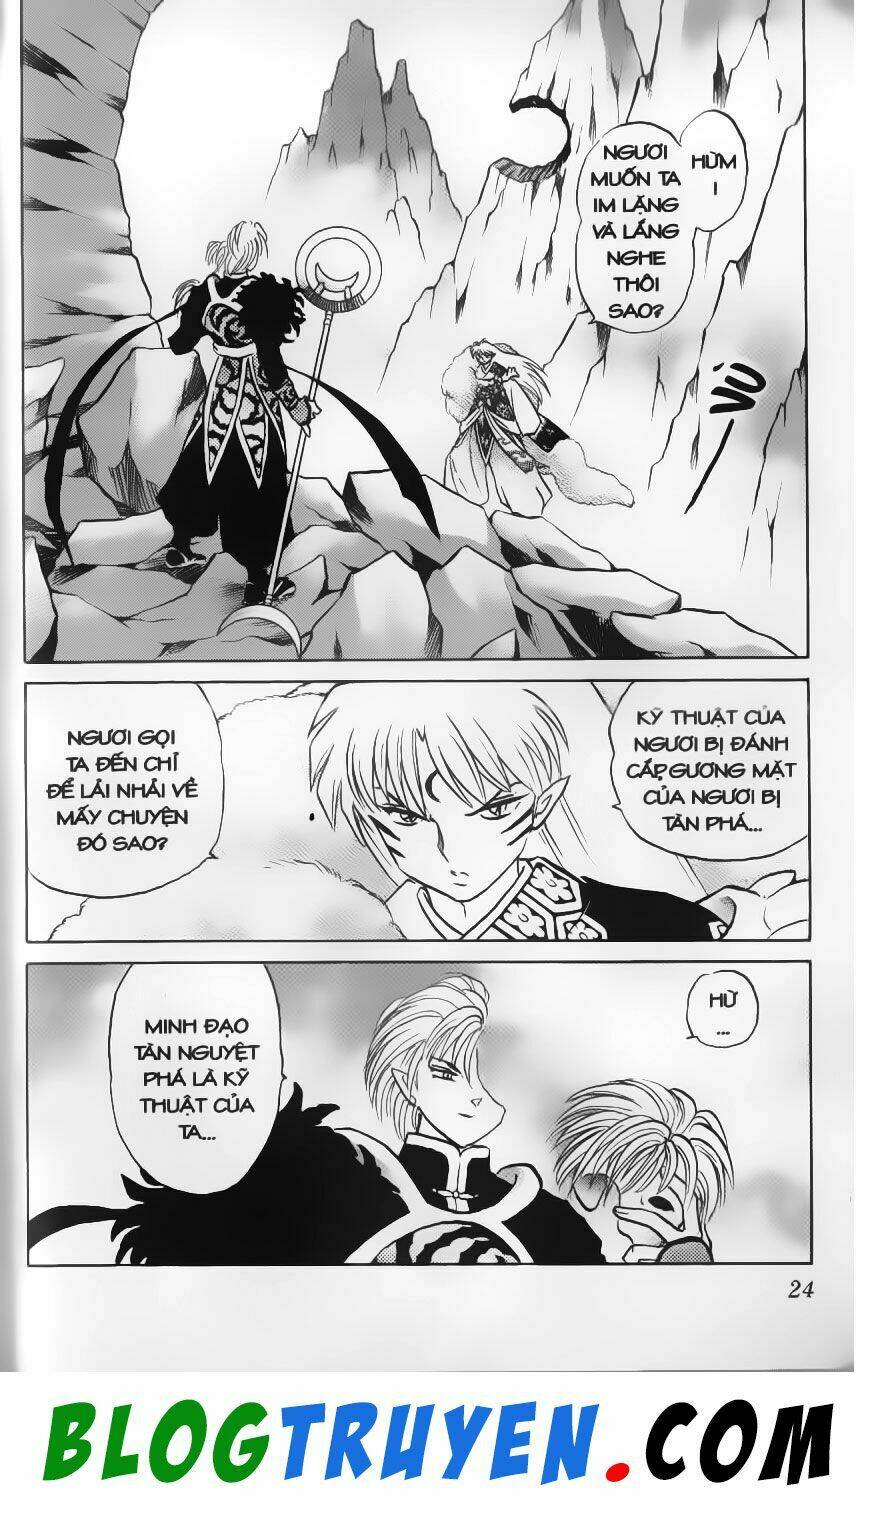 HỪM
!
NGƯƠI
MUỐN TA
IM LẶNG
VÀ LẮNG
NGHE
THÔI
SAO?
VÙ
KỸ THUẬT CỦA
NGƯƠI BỊ ĐÁNH
CẮP, GƯƠNG MẶT
CỦA NGƯƠI BỊ
TÀN PHÁ...
NGƯƠI GỌI
TA ĐẾN CHỈ
ĐỂ LẢI NHẢI VỀ
MẤY CHUYỆN
ĐÓ SAO?
HỪ
...
MINH ĐẠO
TÀN NGUYỆT
PHÁ LÀ KỸ
THUẬT CỦA
TA...
24
BLOGTRUYEN.COM